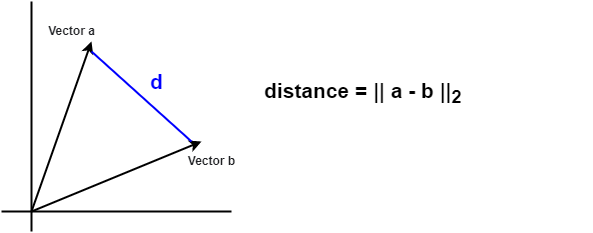 Vector a
d
distance = || a - b ||2
Vector b